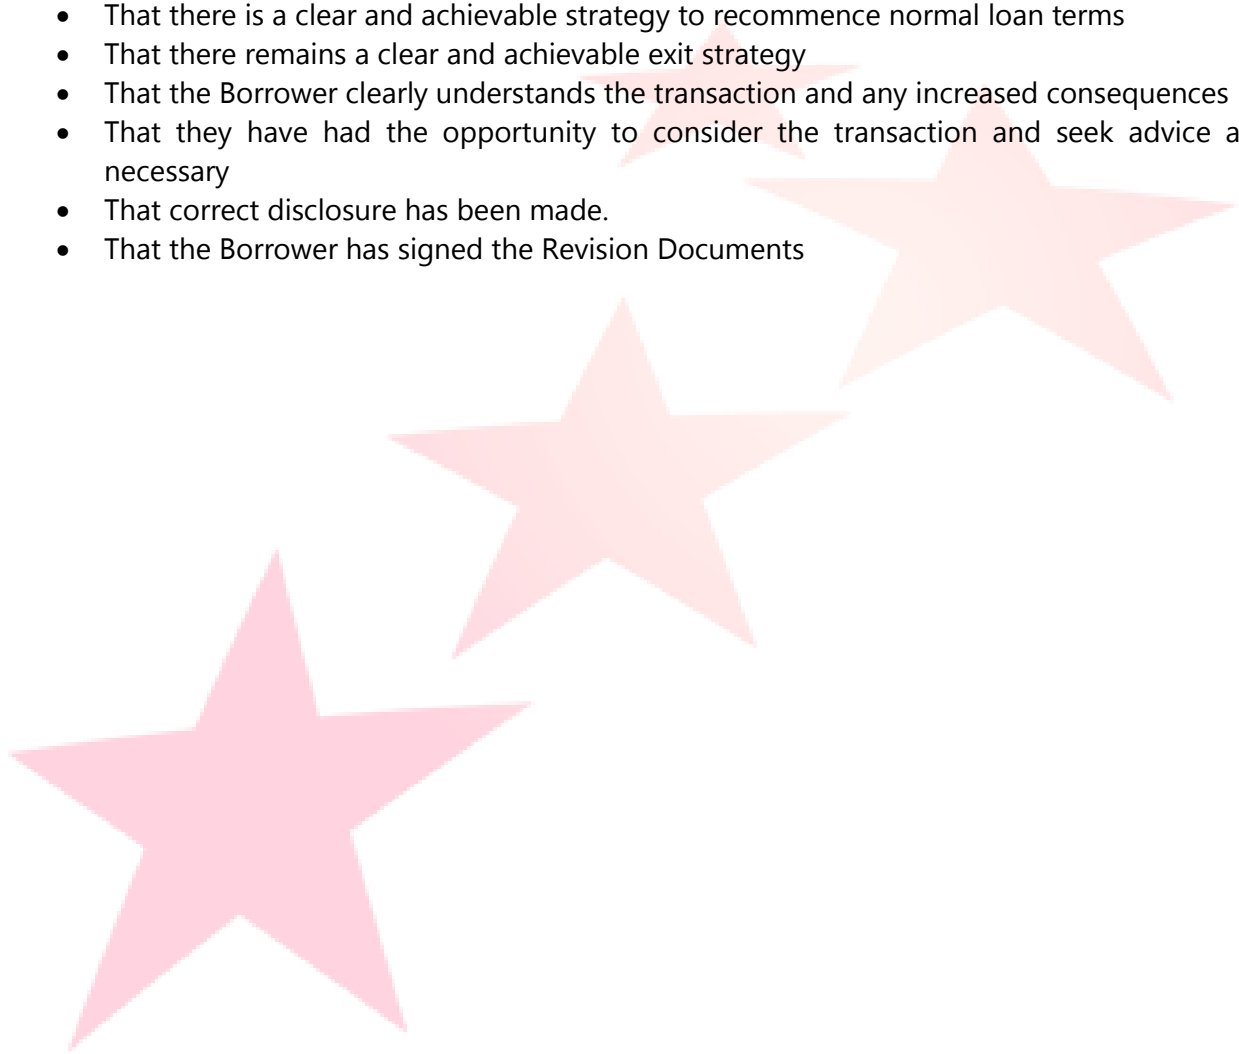 • That there is a clear and achievable strategy to recommence normal loan terms
• That there remains a clear and achievable exit strategy
• That the Borrower clearly understands the transaction and any increased consequences
• That they have had the opportunity to consider the transaction and seek advice a
necessary
• That correct disclosure has been made.
• That the Borrower has signed the Revision Documents